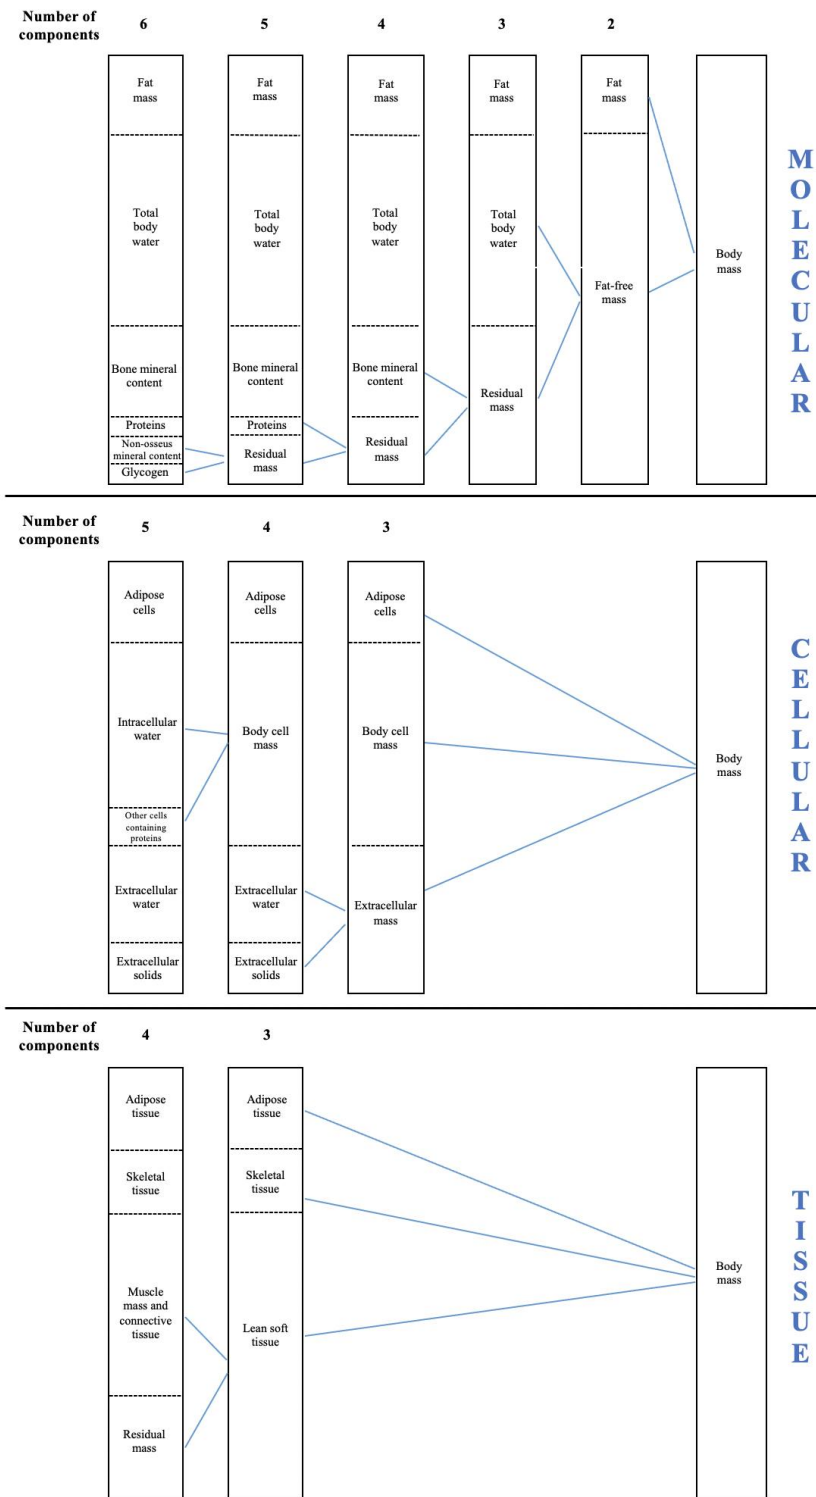 Number of
components
6
5
4
3
2
Fat
mass
Total
body
water
Bone mineral
content
Proteins
Non-osseus
mineral content
Glycogen
Fat
mass
Total
body
water
Bone mineral
content
Proteins
Residual
mass
Fat
mass
Total
body
water
Bone mineral
content
Residual
mass
Fat
mass
Total
body
water
Residual
mass
Fat
mass
Fat-free
mass
Body
mass
MOLECULAR
Number of
components
5
4
3
Adipose
cells
Intracellular
water
Other cells
containing
proteins
Extracellular
water
Extracellular
solids
Adipose
cells
Body cell
mass
Extracellular
water
Extracellular
solids
Adipose
cells
Body cell
mass
Extracellular
mass
Body
mass
CELLULAR
Number of
components
4
3
Adipose
tissue
Skeletal
tissue
Muscle
mass and
connective
tissue
Residual
mass
Adipose
tissue
Skeletal
tissue
Lean soft
tissue
Body
mass
TISSUE